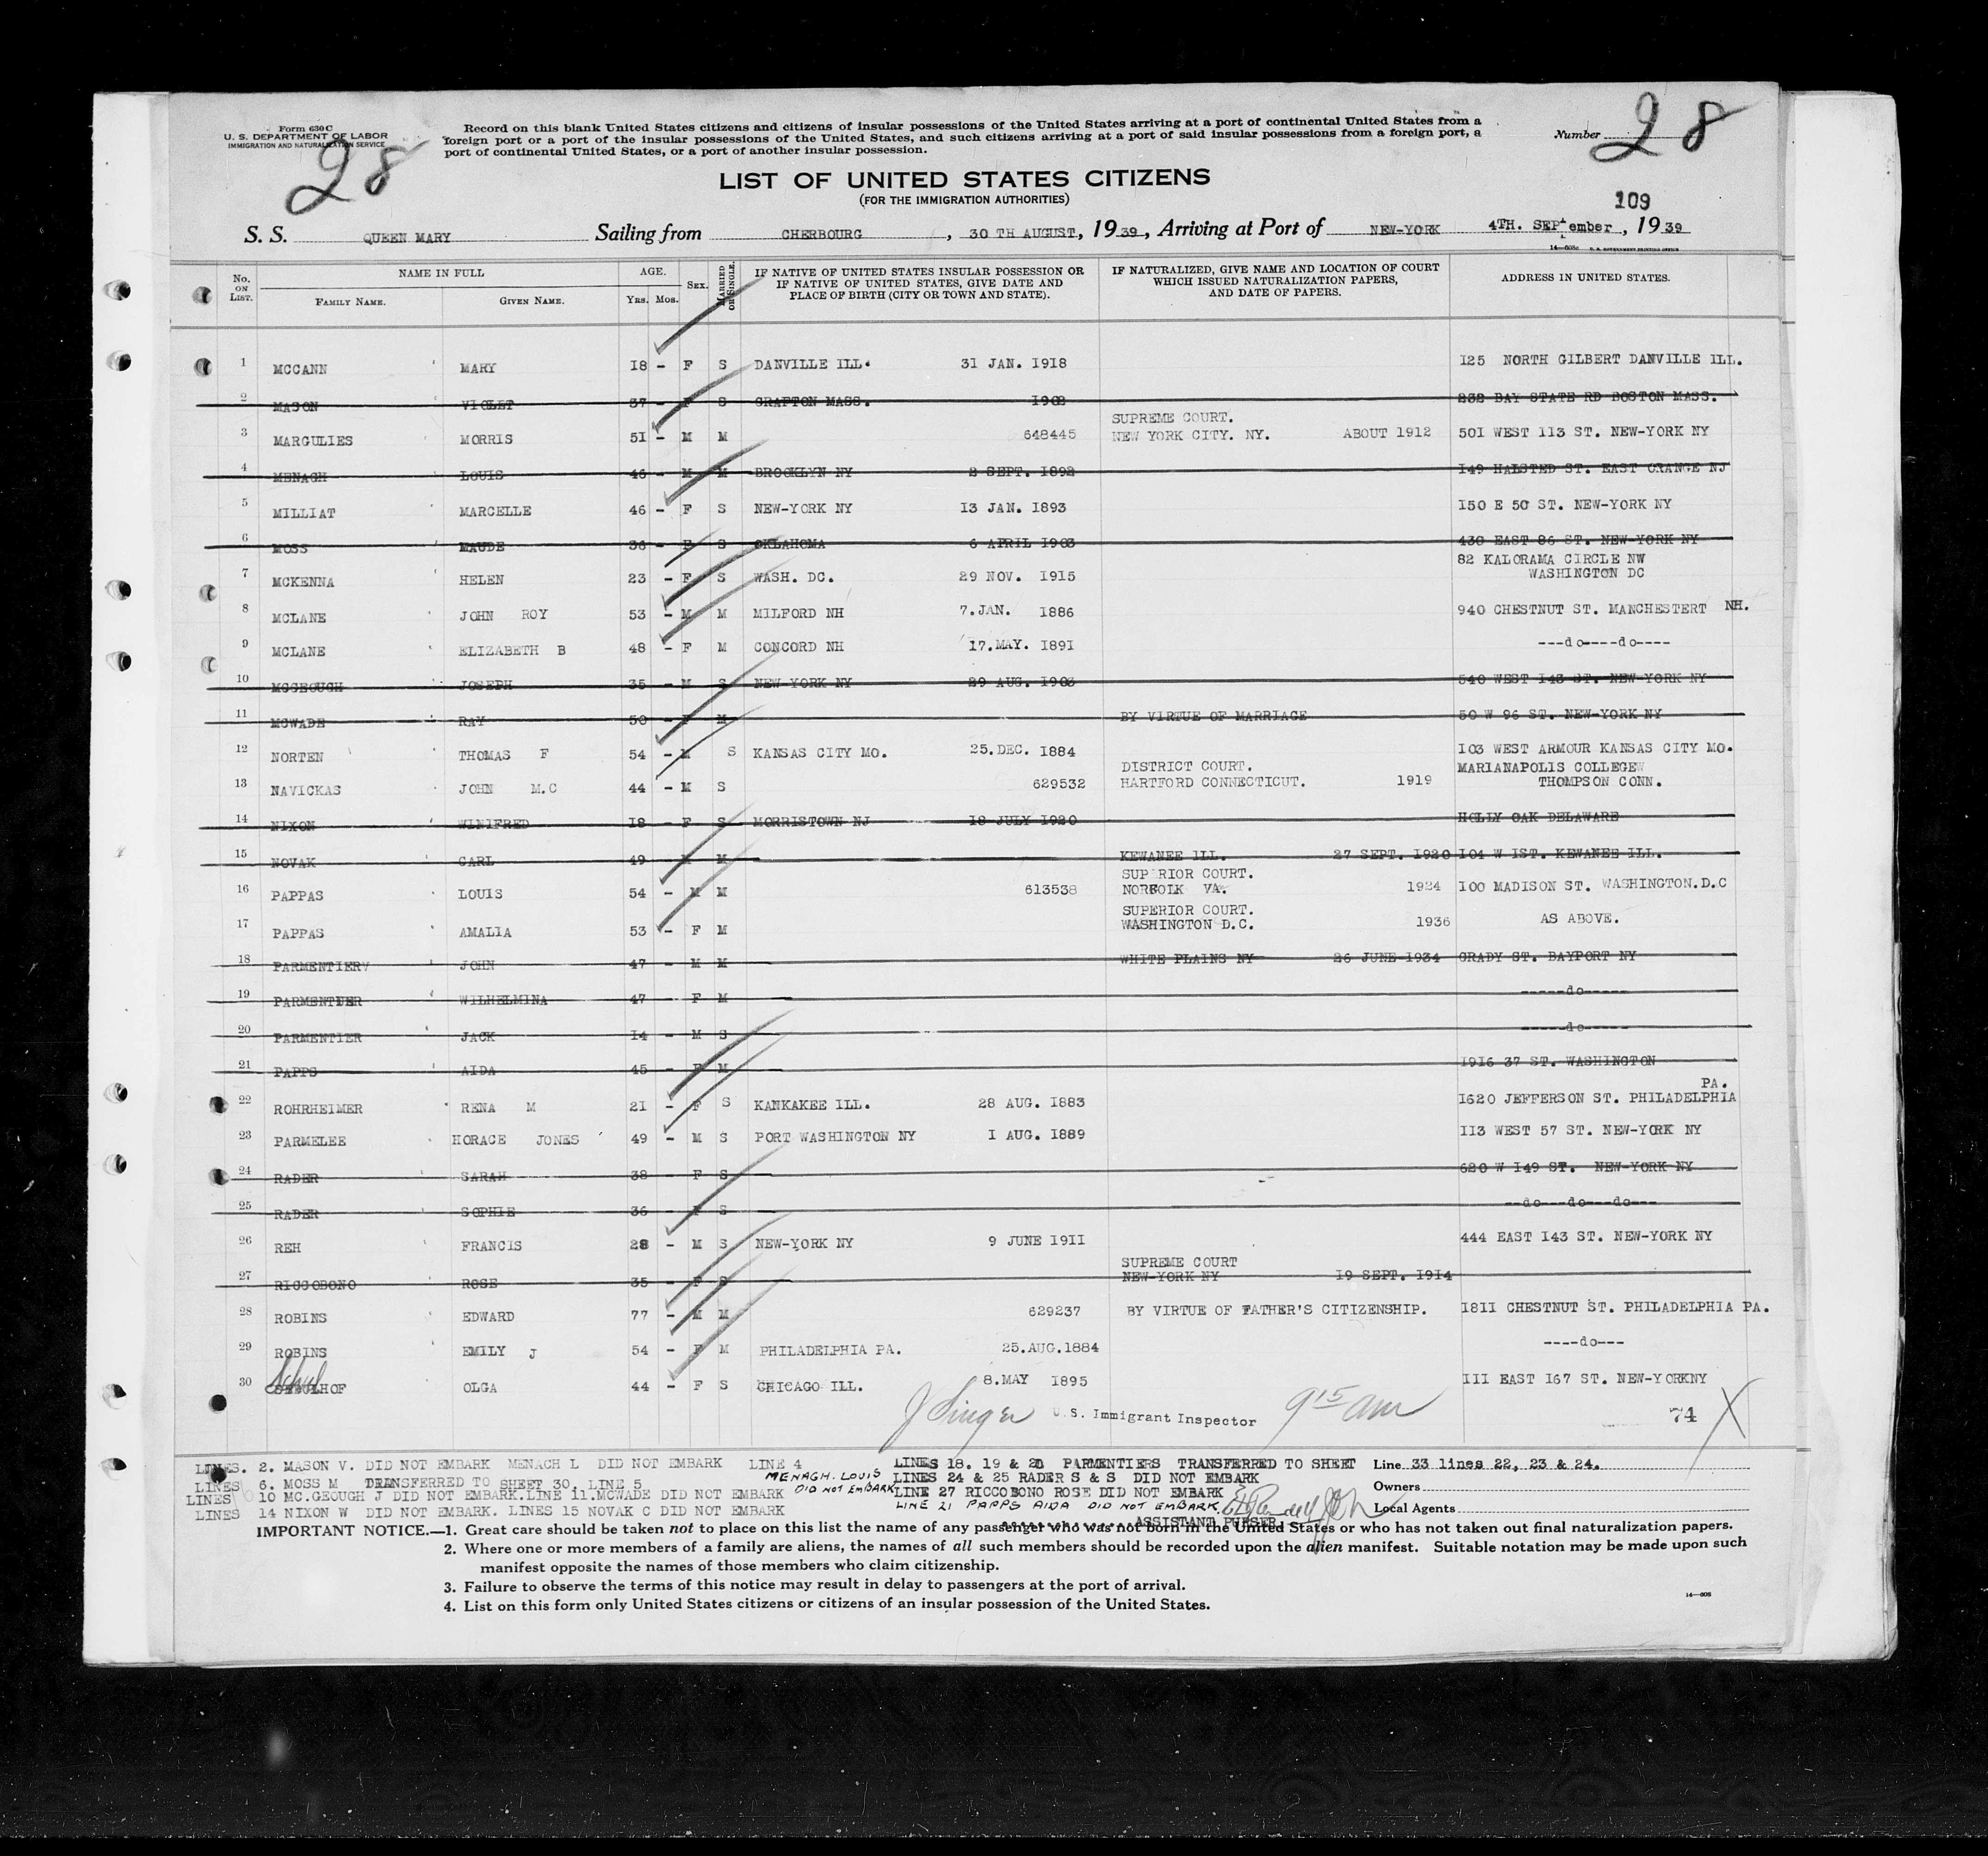 Form 630 C
U. S. DEPARTMENT OF LABOR
IMMIGRATION AND NATURALIZATION SERVICE
28
Record on this blank United States citizens and citizens of insular possessions of the United States arriving at a port of continental United States from a
foreign port or a port of the insular possessions of the United States, and such citizens arriving at a port of said insular possessions from a foreign port, a
port of continental United States, or a port of another insular possession.
Number 28
LIST OF UNITED STATES CITIZENS
(FOR THE IMMIGRATION AUTHORITIES)
109
S. S. QUEEN MARY Sailing from CHERBOURG , 30 TH AUGUST, 1939, Arriving at Port of NEW-YORK 4TH. SEPtember, 1939
No. ON LIST. NAME IN FULL FAMILY NAME. GIVEN NAME. AGE. YRS. MOS. SEX. MARRIED OR SINGLE. IF NATIVE OF UNITED STATES INSULAR POSSESSION OR IF NATIVE OF UNITED STATES, GIVE DATE AND PLACE OF BIRTH (CITY OR TOWN AND STATE). IF NATURALIZED, GIVE NAME AND LOCATION OF COURT WHICH ISSUED NATURALIZATION PAPERS, AND DATE OF PAPERS. ADDRESS IN UNITED STATES.
1 MCCANN MARY 18 - F S DANVILLE ILL. 31 JAN. 1918 125 NORTH GILBERT DANVILLE ILL.
2 MASON VIOLET 37 - F S GRAFTON MASS. 1902 232 BAY STATE RD BOSTON MASS.
3 MARGULIES MORRIS 51 - M M 648445 SUPREME COURT. NEW YORK CITY. NY. ABOUT 1912 501 WEST 113 ST. NEW-YORK NY
4 MENAGH LOUIS 46 - M M BROOKLYN NY 2 SEPT. 1892 149 HALSTED ST. EAST ORANGE NJ
5 MILLIAT MARCELLE 46 - F S NEW-YORK NY 13 JAN. 1893 150 E 50 ST. NEW-YORK NY
6 MOSS MAUDE 36 - F S OKLAHOMA 6 APRIL 1903 430 EAST 86 ST. NEW-YORK NY
7 MCKENNA HELEN 23 - F S WASH. DC. 29 NOV. 1915 82 KALORAMA CIRCLE NW WASHINGTON DC
8 MCLANE JOHN ROY 53 - M M MILFORD NH 7.JAN. 1886 940 CHESTNUT ST. MANCHESTERT NH.
9 MCLANE ELIZABETH B 48 - F M CONCORD NH 17.MAY. 1891 ---do----do----
10 MCGEOUGH JOSEPH 35 - M S NEW-YORK NY 29 AUG. 1903 540 WEST 143 ST. NEW-YORK NY
11 MCWADE RAY 50 - F M BY VIRTUE OF MARRIAGE 50 W 96 ST. NEW-YORK NY
12 NORTEN THOMAS F 54 - M S KANSAS CITY MO. 25.DEC. 1884 103 WEST ARMOUR KANSAS CITY MO.
13 NAVICKAS JOHN M.C 44 - M S 629532 DISTRICT COURT. HARTFORD CONNECTICUT. 1919 MARIANAPOLIS COLLEGEW THOMPSON CONN.
14 NIXON WINIFRED 18 - F S MORRISTOWN NJ 18 JULY 1920 HOLLY OAK DELAWARE
15 NOVAK CARL 49 - M M KEWANEE ILL. 27 SEPT. 1920 104 W 1ST. KEWANEE ILL.
16 PAPPAS LOUIS 54 - M M 613538 SUPRIOR COURT. NORFOLK VA. 1924 100 MADISON ST. WASHINGTON.D.C
17 PAPPAS AMALIA 53 - F M SUPERIOR COURT. WASHINGTON D.C. 1936 AS ABOVE.
18 PARMENTIER JOHN 47 - M M WHITE PLAINS NY 26 JUNE 1934 GRADY ST. BAYPORT NY
19 PARMENTIER WILHELMINA 47 - F M -----do-----
20 PARMENTIER JACK 14 - M S -----do-----
21 PAPPS AIDA 45 - F M 1916 37 ST. WASHINGTON
22 ROHRHEIMER RENA M 21 - F S KANKAKEE ILL. 28 AUG. 1883 1620 JEFFERSON ST. PHILADELPHIA PA.
23 PARMELEE HORACE JONES 49 - M S PORT WASHINGTON NY 1 AUG. 1889 113 WEST 57 ST. NEW-YORK NY
24 RADER SARAH 38 - F S 620 W 149 ST. NEW-YORK NY
25 RADER SOPHIE 36 - F S --do---do---do---
26 REH FRANCIS 28 - M S NEW-YORK NY 9 JUNE 1911 444 EAST 143 ST. NEW-YORK NY
27 RICCOBONO ROSE 35 - F S SUPREME COURT NEW-YORK NY 19 SEPT. 1914
28 ROBINS EDWARD 77 - M M 629237 BY VIRTUE OF FATHER'S CITIZENSHIP. 1811 CHESTNUT ST. PHILADELPHIA PA.
29 ROBINS EMILY J 54 - F M PHILADELPHIA PA. 25.AUG.1884 ----do---
30 Schulhof OLGA 44 - F S CHICAGO ILL. 8.MAY 1895 111 EAST 167 ST. NEW-YORKNY
J Singer U.S. Immigrant Inspector 9 15 am 74 X
LINES. 2. MASON V. DID NOT EMBARK MENACH L DID NOT EMBARK LINE 4
MENAGH. LOUIS DID NOT EMBARK
LINES 6. MOSS M TRANSFERRED TO SHEET 30, LINE 5
LINES 10 MC.GEOUGH J DID NOT EMBARK.LINE 11.MCWADE DID NOT EMBARK
LINES 14 NIXON W DID NOT EMBARK. LINES 15 NOVAK C DID NOT EMBARK
LINES 18. 19 & 20 PARMENTIERS TRANSFERRED TO SHEET Line 33 lines 22, 23 & 24.
LINES 24 & 25 RADER S & S DID NOT EMBARK
LINE 27 RICCOBONO ROSE DID NOT EMBARK
LINE 21 PAPPS AIDA DID NOT EMBARK.
ASSISTANT PURSER.
Owners
Local Agents
IMPORTANT NOTICE.—1. Great care should be taken not to place on this list the name of any passenger who was not born in the United States or who has not taken out final naturalization papers.
2. Where one or more members of a family are aliens, the names of all such members should be recorded upon the alien manifest. Suitable notation may be made upon such
manifest opposite the names of those members who claim citizenship.
3. Failure to observe the terms of this notice may result in delay to passengers at the port of arrival.
4. List on this form only United States citizens or citizens of an insular possession of the United States.